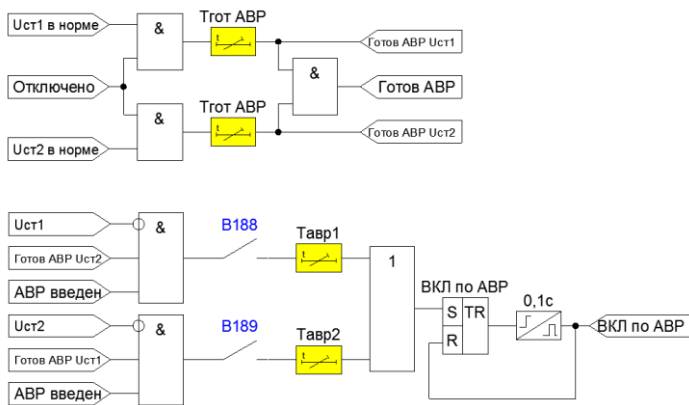 Uст1 в норме
&
Тгот АВР
t
Готов АВР Uст1
Отключено
&
Готов АВР
&
Тгот АВР
t
Uст2 в норме
Готов АВР Uст2
Uст1
&
В188
Тавр1
t
Готов АВР Uст2
1
АВР введен
ВКЛ по АВР
0,1с
S TR
ВКЛ по АВР
R
Uст2
&
В189
Тавр2
t
Готов АВР Uст1
АВР введен